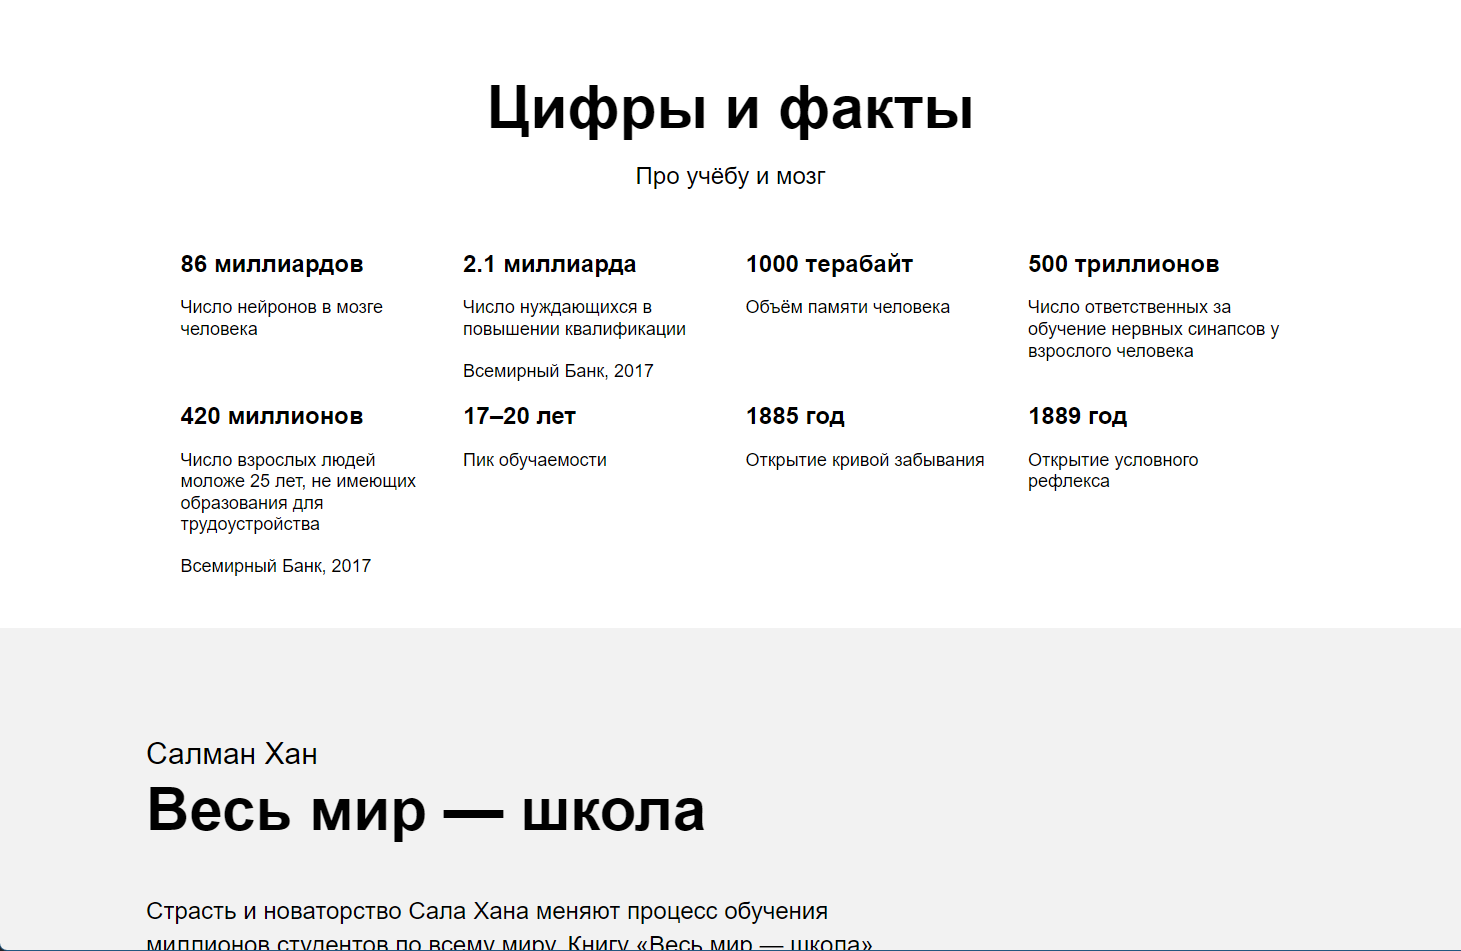 Цифры и факты
Про учёбу и мозг
86 миллиардов
Число нейронов в мозге
человека
2.1 миллиарда
Число нуждающихся в
повышении квалификации
Всемирный Банк, 2017
1000 терабайт
Объём памяти человека
500 триллионов
Число ответственных за
обучение нервных синапсов у
взрослого человека
420 миллионов
Число взрослых людей
моложе 25 лет, не имеющих
образования для
трудоустройства
Всемирный Банк, 2017
17–20 лет
Пик обучаемости
1885 год
Открытие кривой забывания
1889 год
Открытие условного
рефлекса
Салман Хан
Весь мир — школа
Страсть и новаторство Сала Хана меняют процесс обучения
миллионов студентов по всему миру. Книгу «Весь мир — школа»